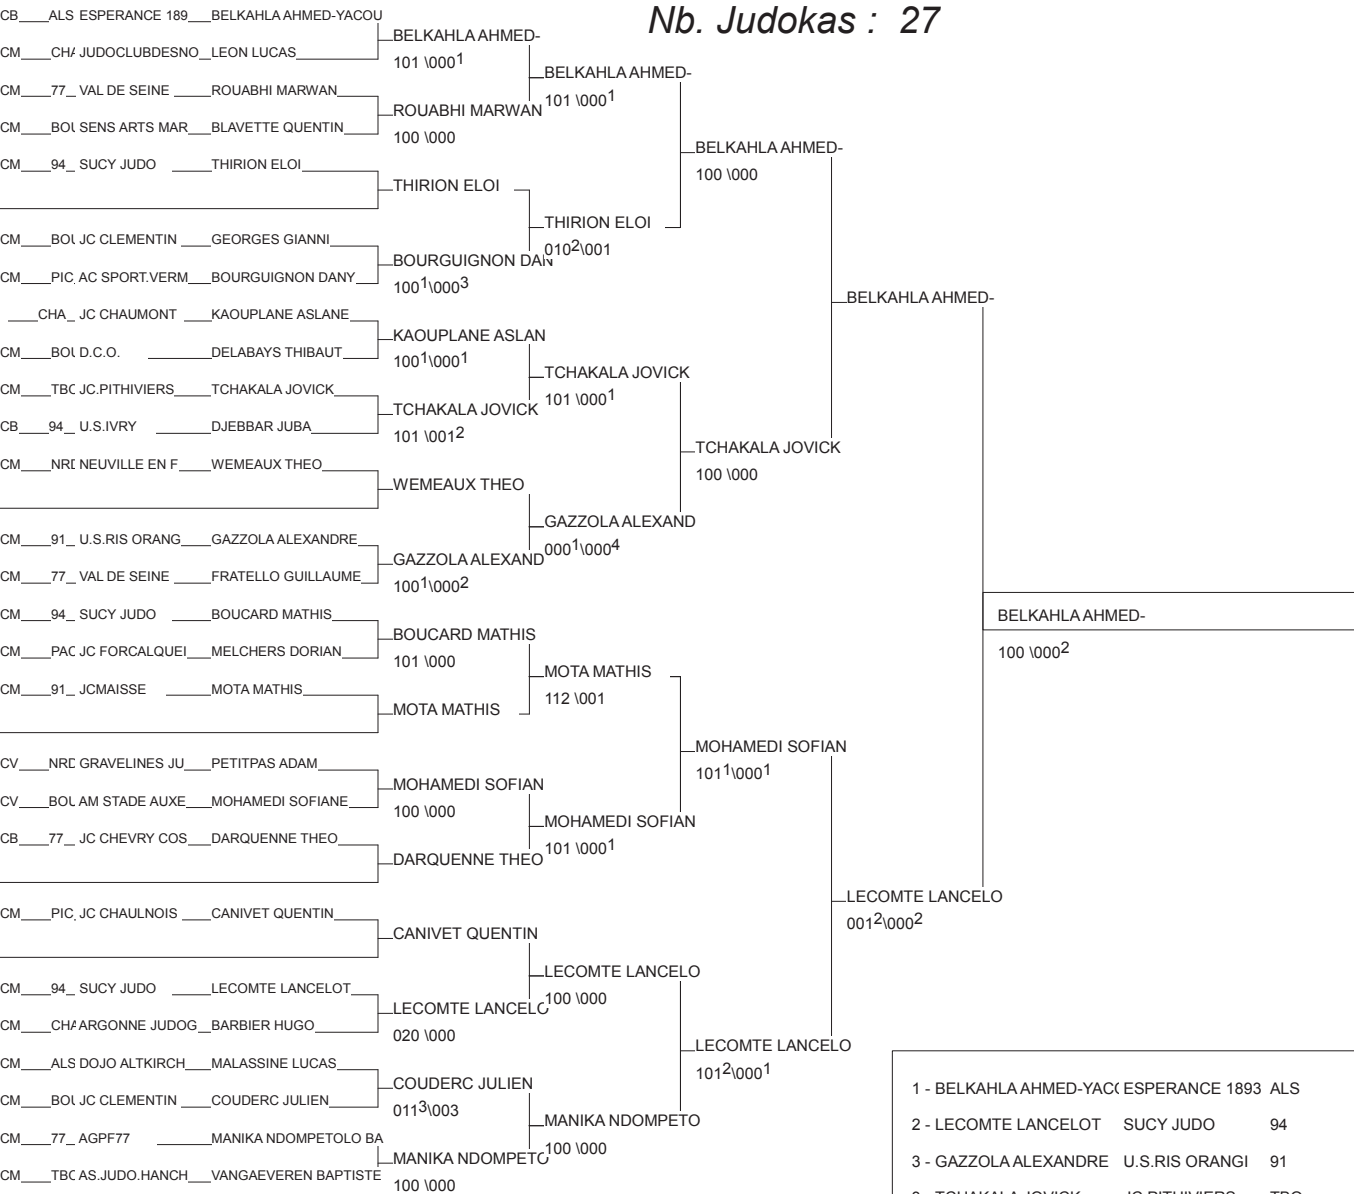 Nb. Judokas : 27
CB ALS ESPERANCE 189 BELKAHLA AHMED-YACOU
CM CHA JUDOCLUBDESNO LEON LUCAS
CM 77 VAL DE SEINE ROUABHI MARWAN
CM BOU SENS ARTS MAR BLAVETTE QUENTIN
CM 94 SUCY JUDO THIRION ELOI
CM BOU JC CLEMENTIN GEORGES GIANNI
CM PIC AC SPORT.VERM BOURGUIGNON DANY
CHA JC CHAUMONT KAOUPLANE ASLANE
CM BOU D.C.O. DELABAYS THIBAUT
CM TBO JC.PITHIVIERS TCHAKALA JOVICK
CB 94 U.S.IVRY DJEBBAR JUBA
CM NRD NEUVILLE EN F WEMEAUX THEO
CM 91 U.S.RIS ORANG GAZZOLA ALEXANDRE
CM 77 VAL DE SEINE FRATELLO GUILLAUME
CM 94 SUCY JUDO BOUCARD MATHIS
CM PAC JC FORCALQUEI MELCHERS DORIAN
CM 91 JCMAISSE MOTA MATHIS
CV NRD GRAVELINES JU PETITPAS ADAM
CV BOU AM STADE AUXE MOHAMEDI SOFIANE
CB 77 JC CHEVRY COS DARQUENNE THEO
CM PIC JC CHAULNOIS CANIVET QUENTIN
CM 94 SUCY JUDO LECOMTE LANCELOT
CM CHA ARGONNE JUDOG BARBIER HUGO
CM ALS DOJO ALTKIRCH MALASSINE LUCAS
CM BOU JC CLEMENTIN COUDERC JULIEN
CM 77 AGPF77 MANIKA NDOMPETOLO BA
CM TBO AS.JUDO.HANCH VANGAEVEREN BAPTISTE
BELKAHLA AHMED-
101 \000¹
ROUABHI MARWAN
100 \000
THIRION ELOI
BOURGUIGNON DAN
100¹\000³
KAOUPLANE ASLAN
100¹\000¹
TCHAKALA JOVICK
101 \001²
WEMEAUX THEO
GAZZOLA ALEXAND
100¹\000²
BOUCARD MATHIS
101 \000
MOTA MATHIS
MOHAMEDI SOFIAN
100 \000
DARQUENNE THEO
CANIVET QUENTIN
LECOMTE LANCELO
020 \000
COUDERC JULIEN
011³\003
MANIKA NDOMPETO
100 \000
BELKAHLA AHMED-
101 \000¹
THIRION ELOI
010²\001
TCHAKALA JOVICK
101 \000¹
GAZZOLA ALEXAND
000¹\000⁴
MOTA MATHIS
112 \001
MOHAMEDI SOFIAN
101 \000¹
LECOMTE LANCELO
100 \000
MANIKA NDOMPETO
100 \000
BELKAHLA AHMED-
100 \000
TCHAKALA JOVICK
100 \000
MOHAMEDI SOFIAN
101¹\000¹
LECOMTE LANCELO
101²\000¹
BELKAHLA AHMED-
LECOMTE LANCELO
001²\000²
BELKAHLA AHMED-
100 \000²
1 - BELKAHLA AHMED-YACO ESPERANCE 1893 ALS
2 - LECOMTE LANCELOT SUCY JUDO 94
3 - GAZZOLA ALEXANDRE U.S.RIS ORANGI 91
3 - TCHAKALA JOVICK JC.PITHIVIERS TBO